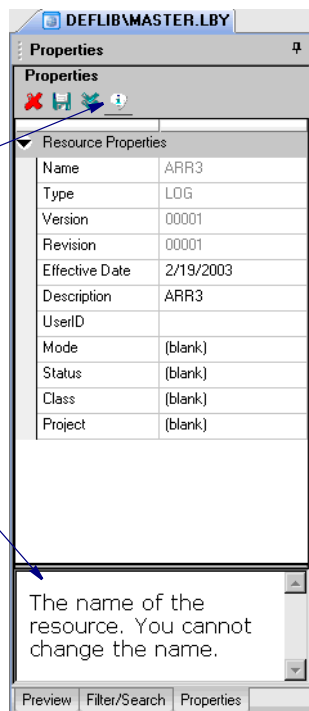 DEFLIB\MASTER.LBY
Properties
Properties
Resource Properties
Name ARR3
Type LOG
Version 00001
Revision 00001
Effective Date 2/19/2003
Description ARR3
UserID
Mode (blank)
Status (blank)
Class (blank)
Project (blank)
The name of the
resource. You cannot
change the name.
Preview Filter/Search Properties